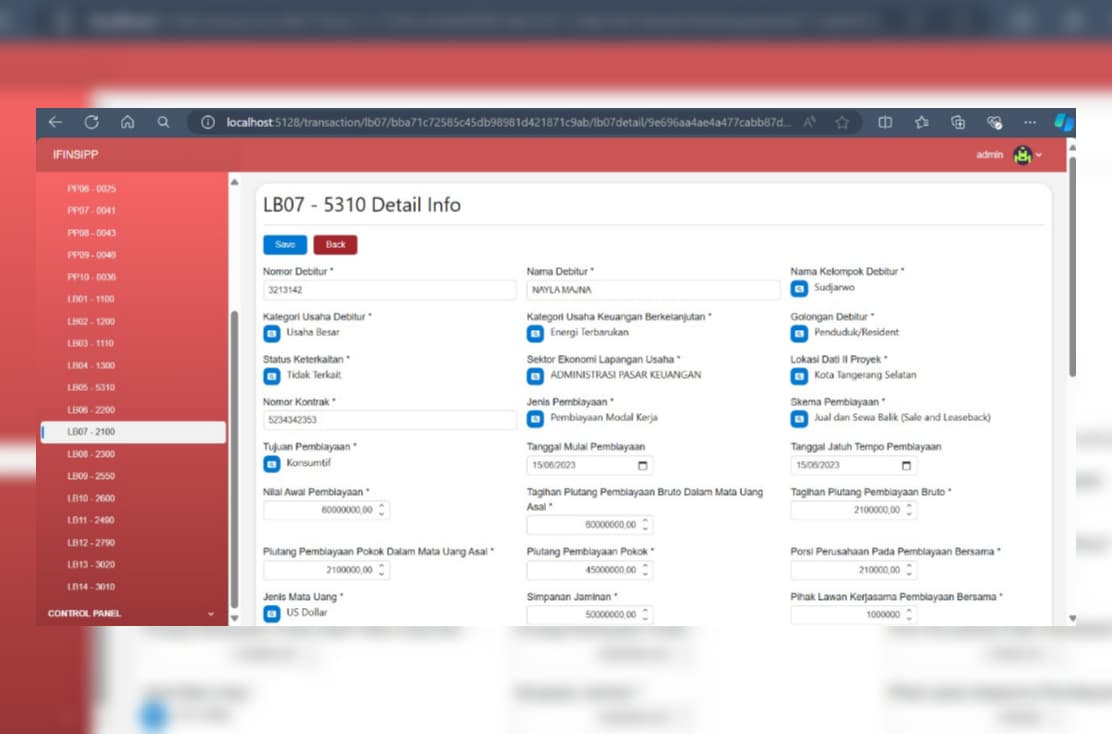 localhost:5128/transaction/lb07/bba71c72585c45db98981d421871c9ab/lb07detail/9e696aa4ae4a477cabb87d...
IFINSIPP
admin
PP06 - 0025
PP07 - 0041
PP08 - 0043
PP09 - 0046
PP10 - 0036
LB01 - 1100
LB02 - 1200
LB03 - 1110
LB04 - 1300
LB05 - 5310
LB06 - 2200
LB07 - 2100
LB08 - 2300
LB09 - 2550
LB10 - 2600
LB11 - 2490
LB12 - 2790
LB13 - 3020
LB14 - 3010
CONTROL PANEL
LB07 - 5310 Detail Info
Save Back
Nomor Debitur * Nama Debitur * Nama Kelompok Debitur *
3213142 NAYLA MAJNA Sudjarwo
Kategori Usaha Debitur * Kategori Usaha Keuangan Berkelanjutan * Golongan Debitur *
Usaha Besar Energi Terbarukan Penduduk/Resident
Status Keterkaitan * Sektor Ekonomi Lapangan Usaha * Lokasi Dati II Proyek *
Tidak Terkait ADMINISTRASI PASAR KEUANGAN Kota Tangerang Selatan
Nomor Kontrak * Jenis Pembiayaan * Skema Pembiayaan *
5234342353 Pembiayaan Modal Kerja Jual dan Sewa Balik (Sale and Leaseback)
Tujuan Pembiayaan * Tanggal Mulai Pembiayaan Tanggal Jatuh Tempo Pembiayaan
Konsumtif 15/06/2023 15/06/2023
Nilai Awal Pembiayaan * Tagihan Piutang Pembiayaan Bruto Dalam Mata Uang Tagihan Piutang Pembiayaan Bruto *
Asal *
60000000,00 2100000,00
60000000,00
Piutang Pembiayaan Pokok Dalam Mata Uang Asal * Piutang Pembiayaan Pokok * Porsi Perusahaan Pada Pembiayaan Bersama *
2100000,00 45000000,00 210000,00
Jenis Mata Uang * Simpanan Jaminan * Pihak Lawan Kerjasama Pembiayaan Bersama *
US Dollar 50000000,00 1000000